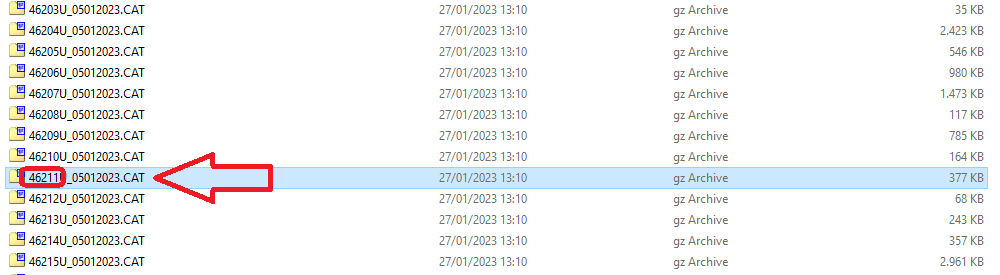 46203U_05012023.CAT 27/01/2023 13:10 gz Archive 35 KB
46204U_05012023.CAT 27/01/2023 13:10 gz Archive 2.423 KB
46205U_05012023.CAT 27/01/2023 13:10 gz Archive 546 KB
46206U_05012023.CAT 27/01/2023 13:10 gz Archive 980 KB
46207U_05012023.CAT 27/01/2023 13:10 gz Archive 1.473 KB
46208U_05012023.CAT 27/01/2023 13:10 gz Archive 117 KB
46209U_05012023.CAT 27/01/2023 13:10 gz Archive 785 KB
46210U_05012023.CAT 27/01/2023 13:10 gz Archive 164 KB
46211U_05012023.CAT 27/01/2023 13:10 gz Archive 377 KB
46212U_05012023.CAT 27/01/2023 13:10 gz Archive 68 KB
46213U_05012023.CAT 27/01/2023 13:10 gz Archive 243 KB
46214U_05012023.CAT 27/01/2023 13:10 gz Archive 357 KB
46215U_05012023.CAT 27/01/2023 13:10 gz Archive 2.961 KB